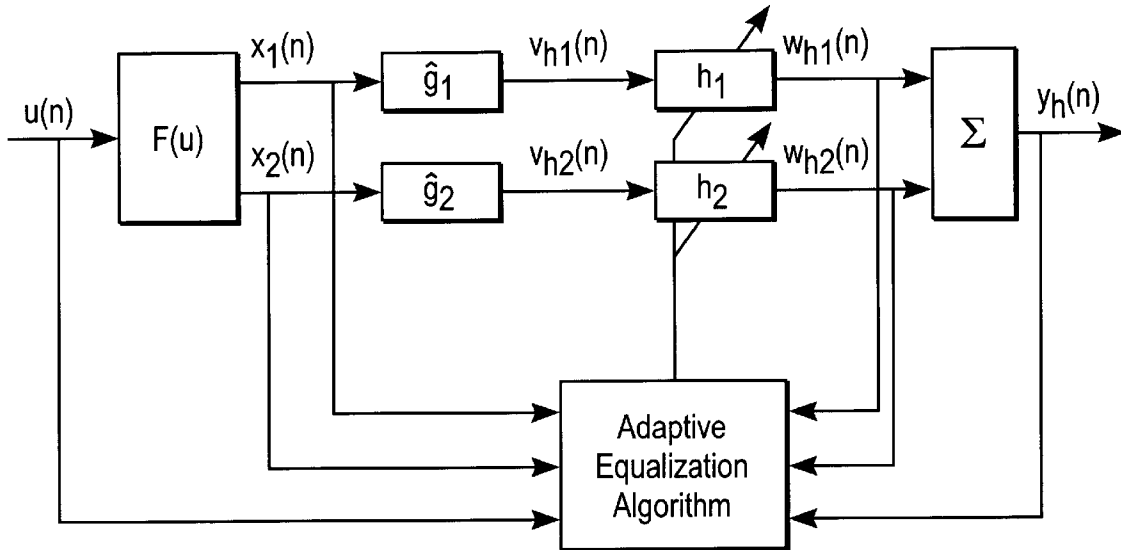 x1(n)
vh1(n)
wh1(n)
ĝ1
h1
u(n)
F(u)
x2(n)
vh2(n)
wh2(n)
Σ
yh(n)
ĝ2
h2
Adaptive
Equalization
Algorithm